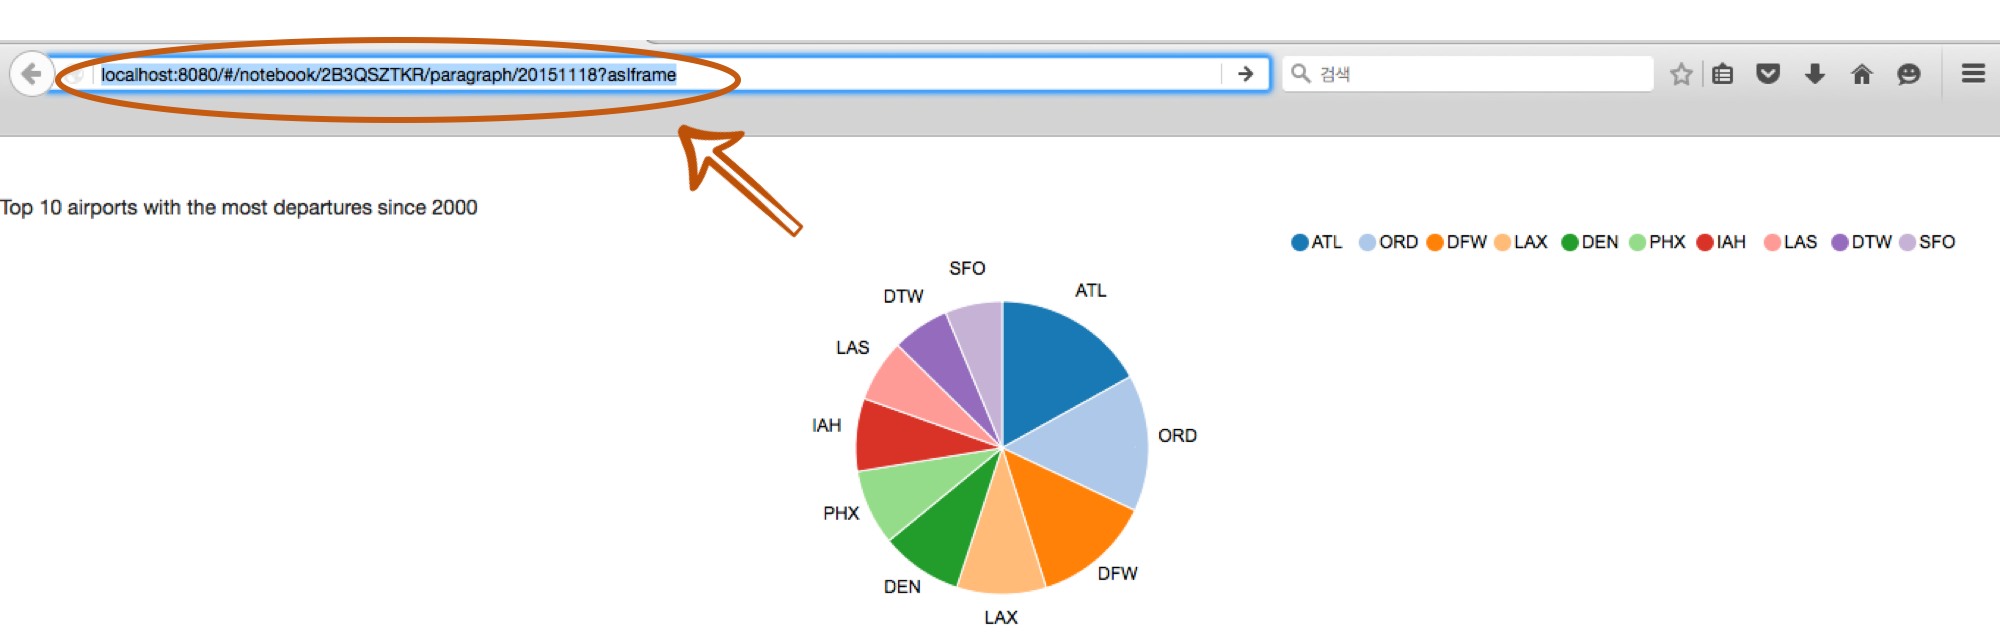 localhost:8080/#/notebook/2B3QSZTKR/paragraph/20151118?asIframe
검색
Top 10 airports with the most departures since 2000
ATL ORD DFW LAX DEN PHX IAH LAS DTW SFO
SFO
ATL
DTW
LAS
IAH
ORD
PHX
DFW
DEN
LAX